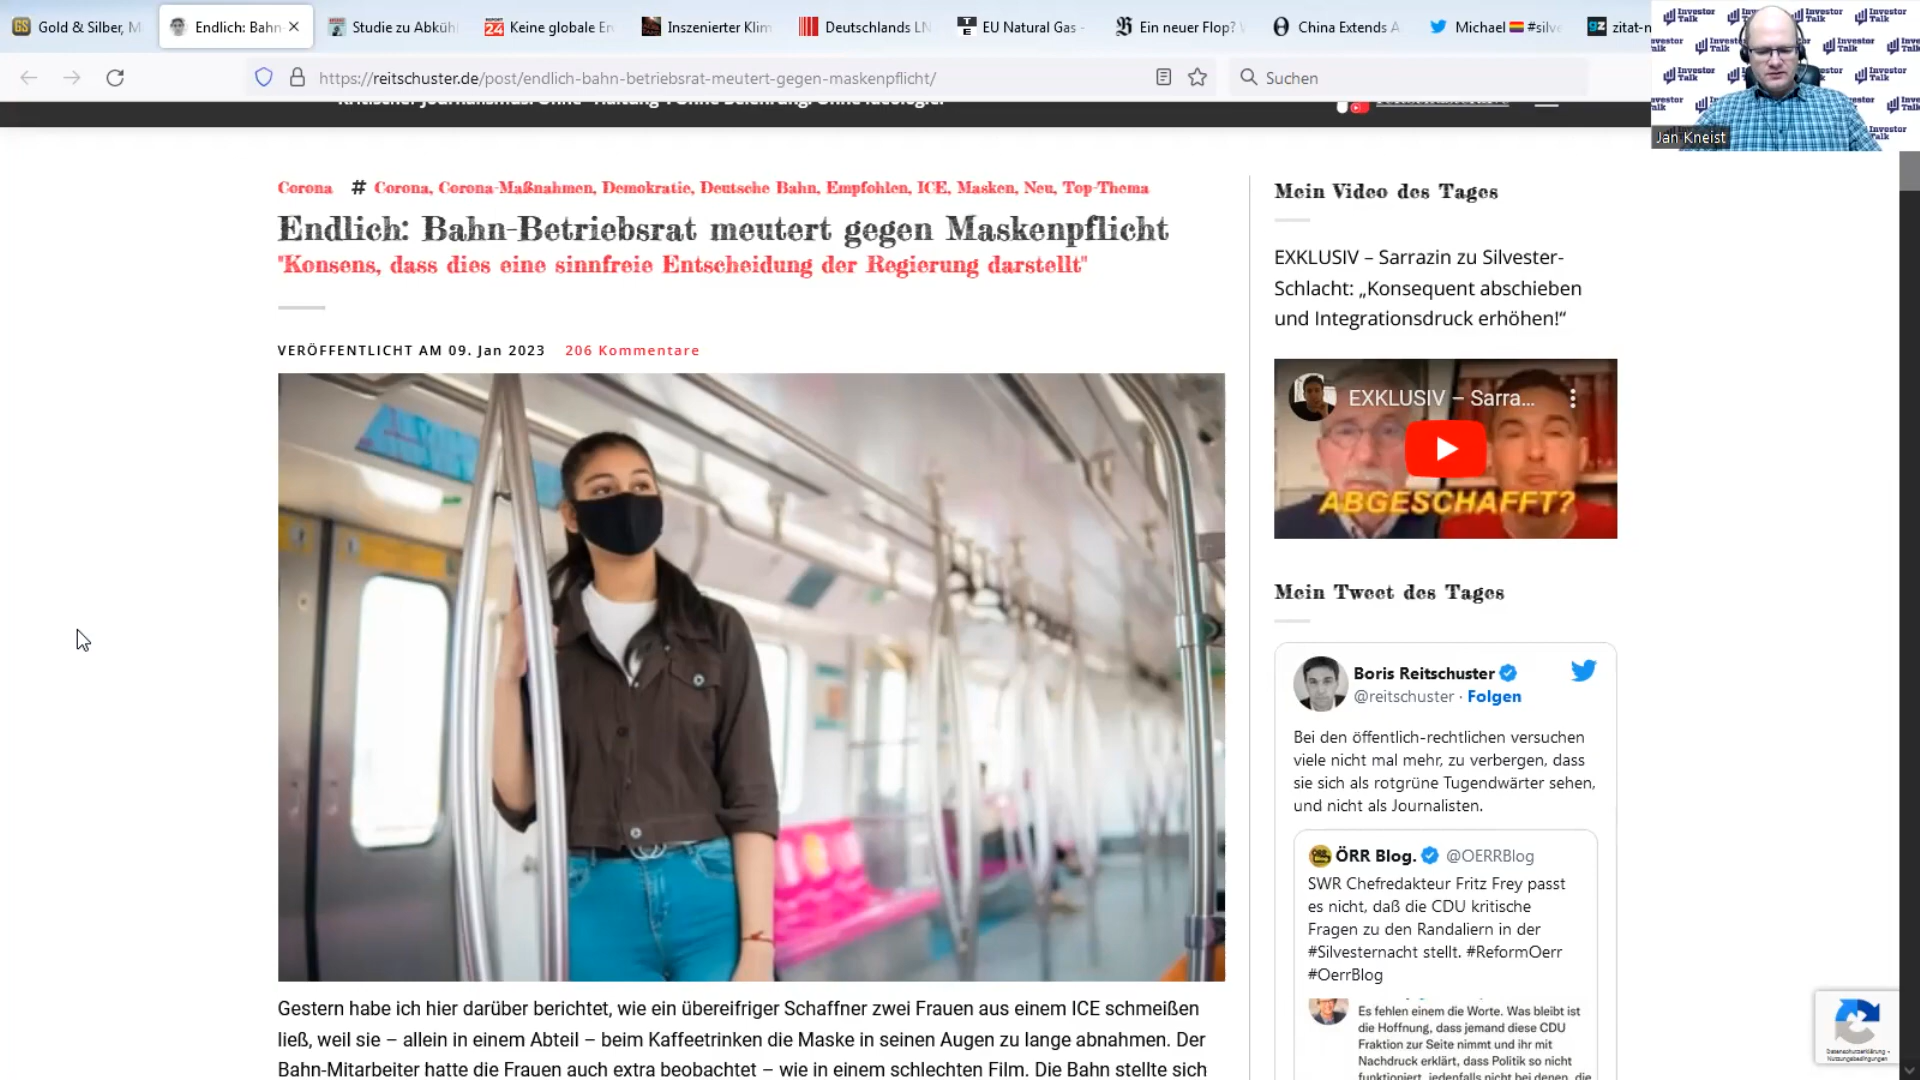 Gold & Silber, M
Endlich: Bahn
Studie zu Abküh
Keine globale Er
Inszenierter Klim
Deutschlands LN
EU Natural Gas -
Ein neuer Flop?
China Extends A
Michael #silve
zitat-n
https://reitschuster.de/post/endlich-bahn-betriebsrat-meutert-gegen-maskenpflicht/
Suchen
Jan Kneist
Corona # Corona, Corona-Maßnahmen, Demokratie, Deutsche Bahn, Empfohlen, ICE, Masken, Neu, Top-Thema
Endlich: Bahn-Betriebsrat meutert gegen Maskenpflicht
"Konsens, dass dies eine sinnfreie Entscheidung der Regierung darstellt"
VERÖFFENTLICHT AM 09. Jan 2023 206 Kommentare
Gestern habe ich hier darüber berichtet, wie ein übereifriger Schaffner zwei Frauen aus einem ICE schmeißen
ließ, weil sie – allein in einem Abteil – beim Kaffeetrinken die Maske in seinen Augen zu lange abnahmen. Der
Bahn-Mitarbeiter hatte die Frauen auch extra beobachtet – wie in einem schlechten Film. Die Bahn stellte sich
Mein Video des Tages
EXKLUSIV – Sarrazin zu Silvester-
Schlacht: „Konsequent abschieben
und Integrationsdruck erhöhen!“
EXKLUSIV – Sarra...
ABGESCHAFFT?
Mein Tweet des Tages
Boris Reitschuster
@reitschuster · Folgen
Bei den öffentlich-rechtlichen versuchen
viele nicht mal mehr, zu verbergen, dass
sie sich als rotgrüne Tugendwärter sehen,
und nicht als Journalisten.
ÖRR Blog. @OERRBlog
SWR Chefredakteur Fritz Frey passt
es nicht, daß die CDU kritische
Fragen zu den Randaliern in der
#Silvesternacht stellt. #ReformOerr
#OerrBlog
Es fehlen einem die Worte. Was bleibt ist
die Hoffnung, dass jemand diese CDU
Fraktion zur Seite nimmt und ihr mit
Nachdruck erklärt, dass Politik so nicht
funktioniert, jedenfalls nicht bei denen, die